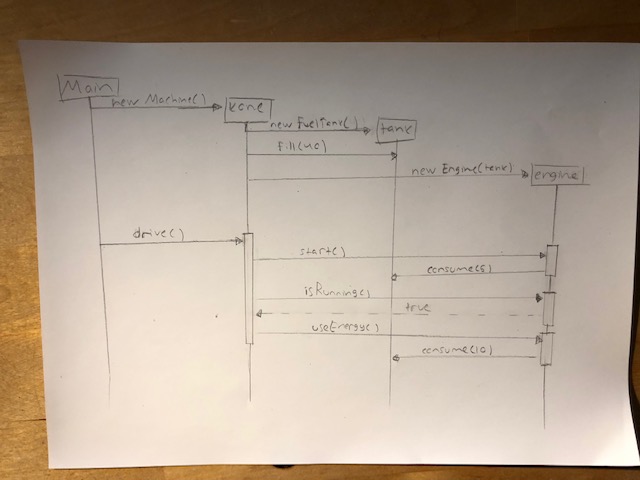 Main
new Machine()
kone
new FuelTank()
tank
fill(40)
new Engine(tank)
engine
drive()
start()
consume(5)
isRunning()
true
useEnergy()
consume(10)